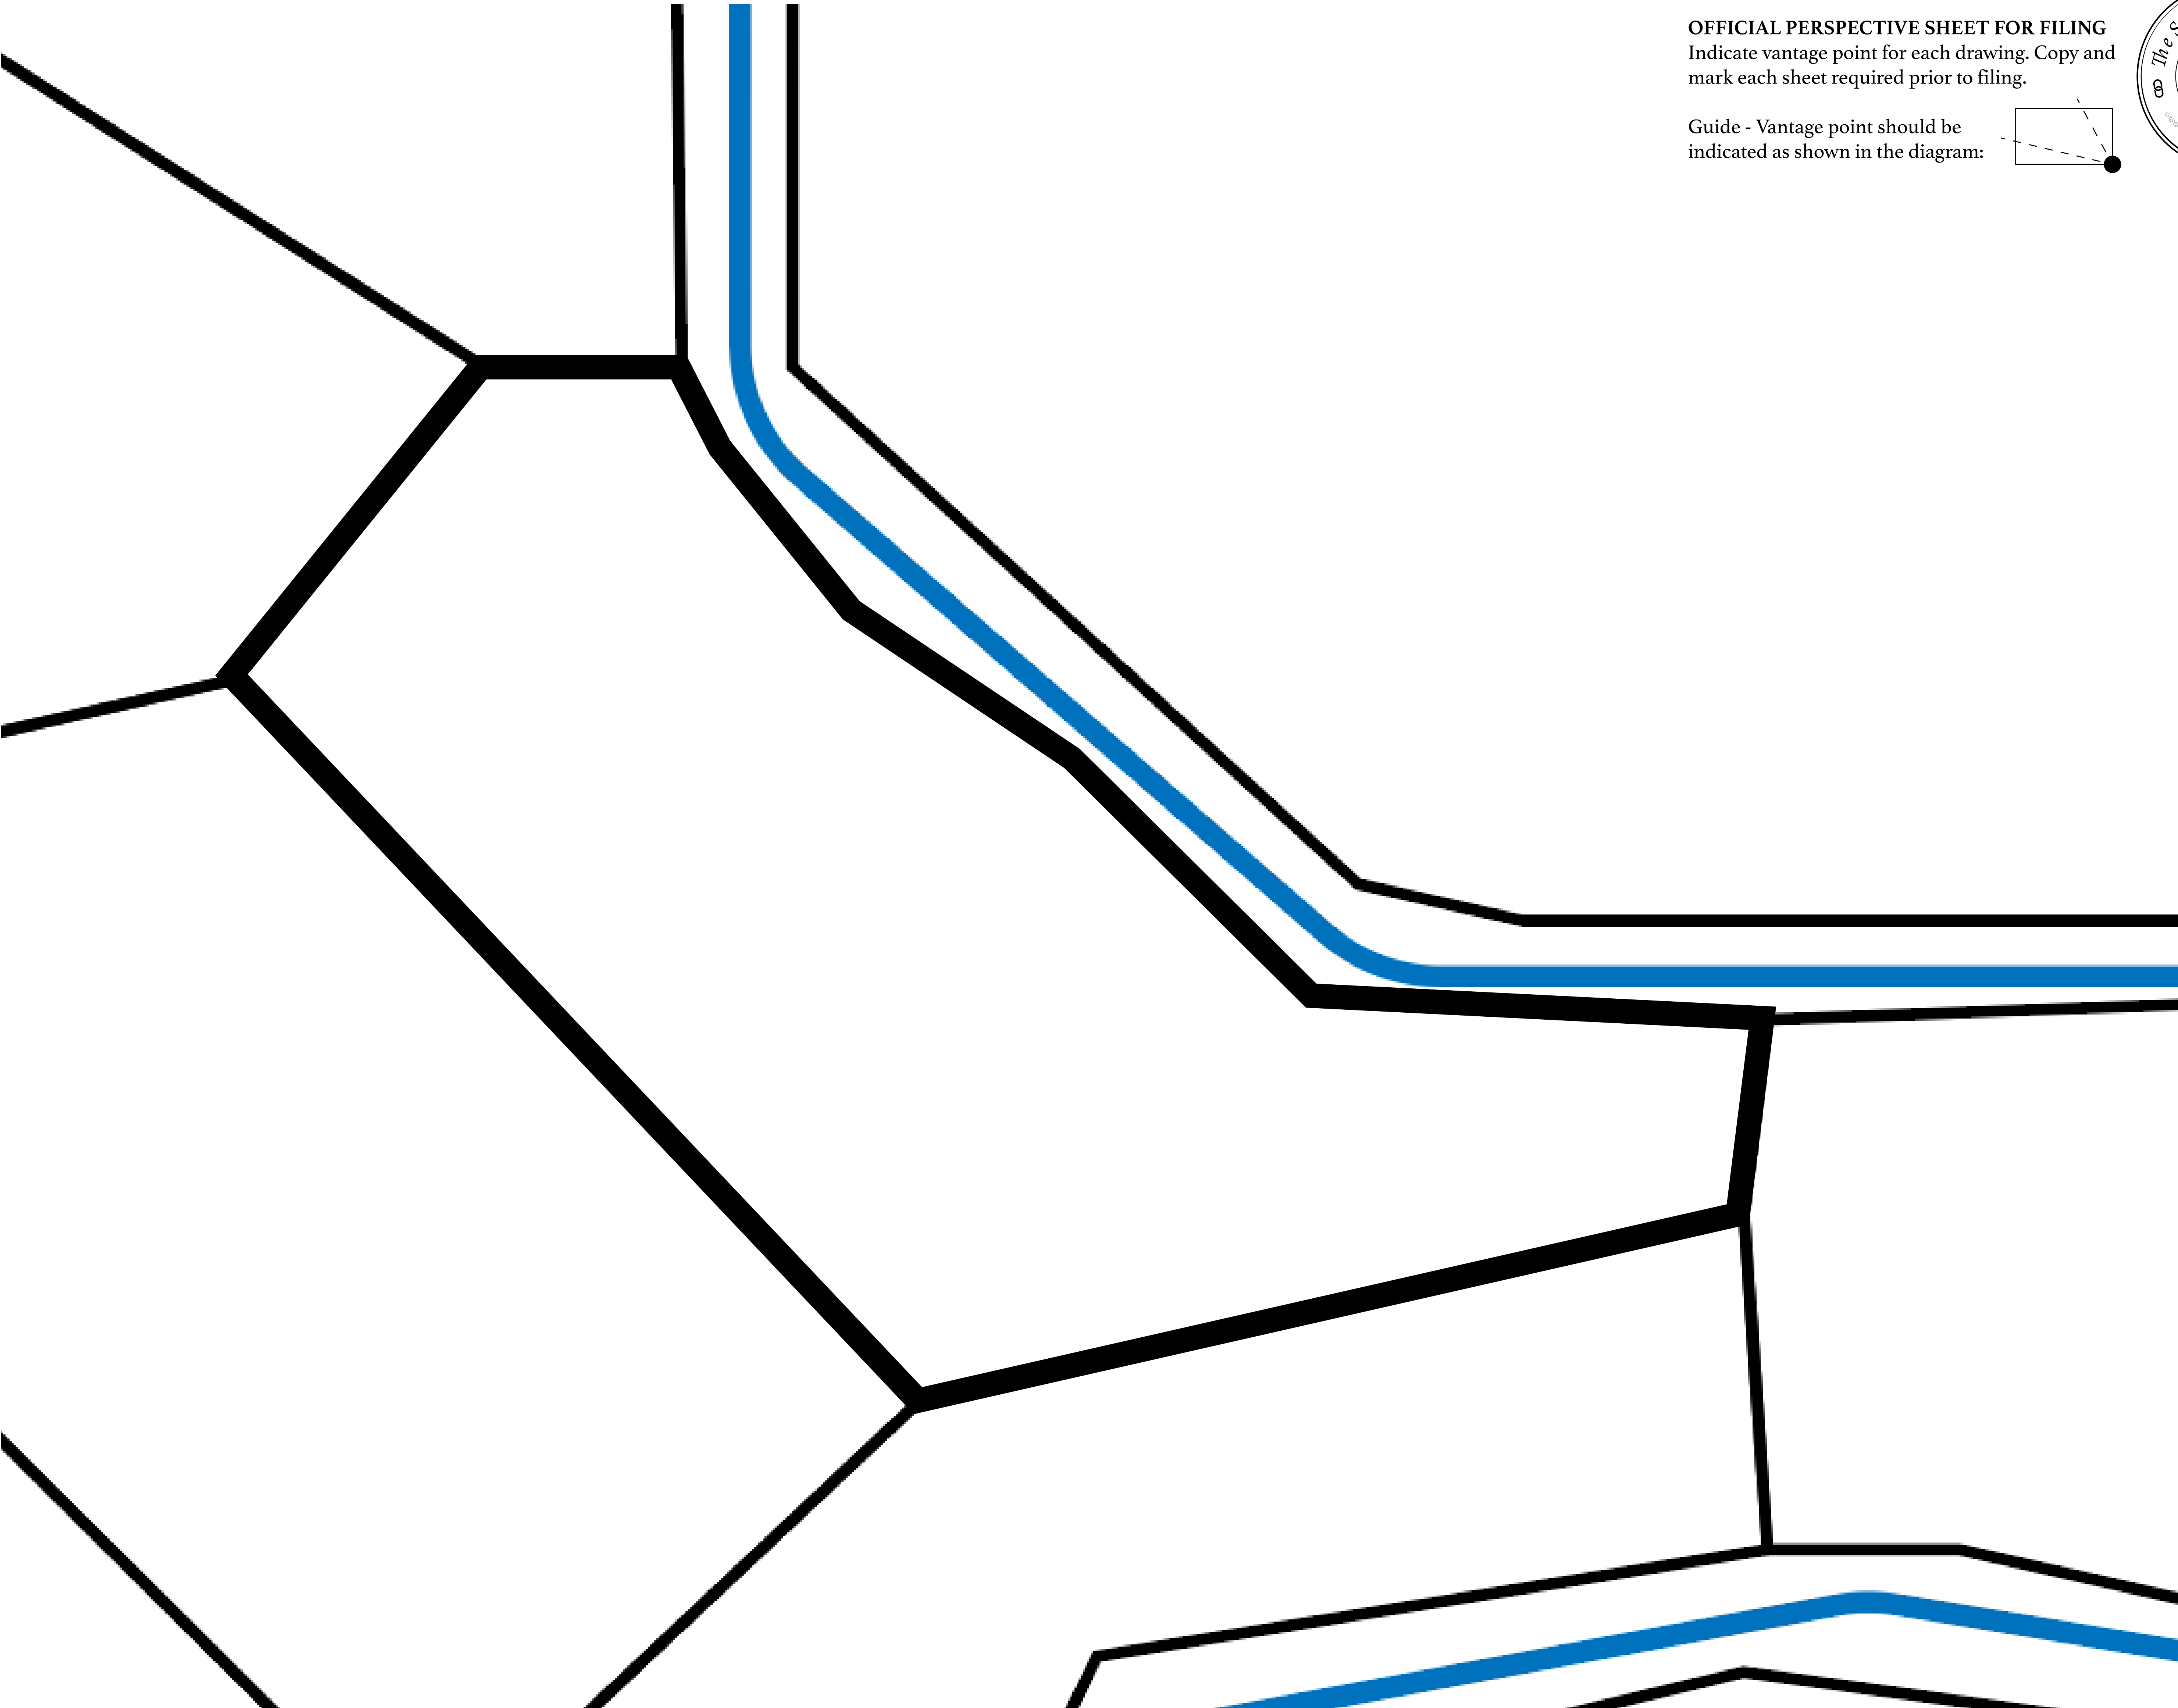 OFFICIAL PERSPECTIVE SHEET FOR FILING
Indicate vantage point for each drawing. Copy and
mark each sheet required prior to filing.
Guide - Vantage point should be
indicated as shown in the diagram:
The